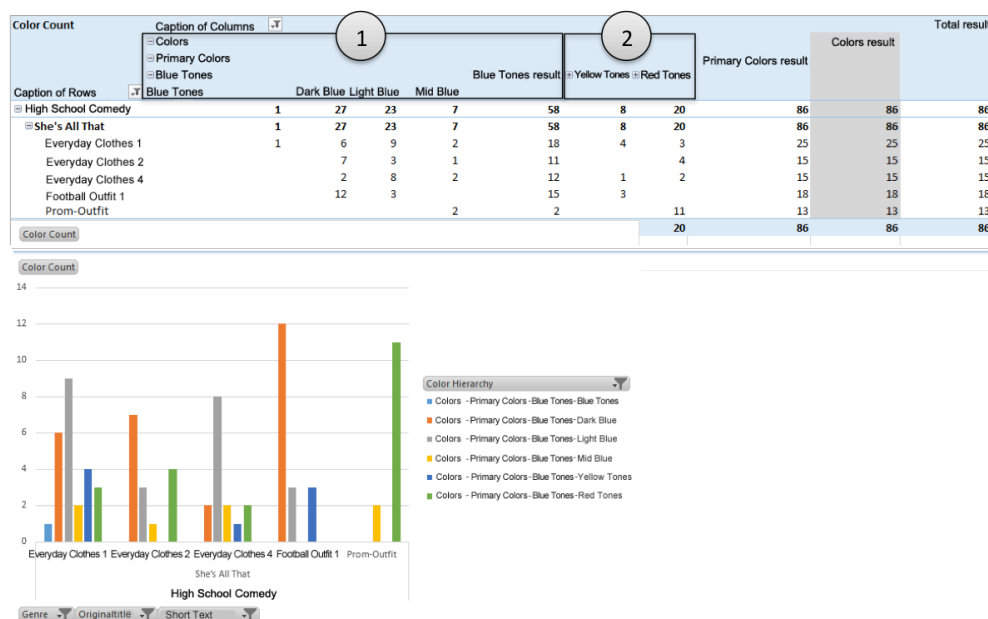 Color Count Caption of Columns Total result
1 2
Colors Colors result
Primary Colors Primary Colors result
Blue Tones Blue Tones result Yellow Tones Red Tones
Caption of Rows Blue Tones Dark Blue Light Blue Mid Blue
High School Comedy 1 27 23 7 58 8 20 86 86 86
She's All That 1 27 23 7 58 8 20 86 86 86
Everyday Clothes 1 1 6 9 2 18 4 3 25 25 25
Everyday Clothes 2 7 3 1 11 4 15 15 15
Everyday Clothes 4 2 8 2 12 1 2 15 15 15
Football Outfit 1 12 3 15 3 18 18 18
Prom-Outfit 2 2 11 13 13 13
Color Count 20 86 86 86
Color Count
14
12
10
8
6
4
2
0
Everyday Clothes 1 Everyday Clothes 2 Everyday Clothes 4 Football Outfit 1 Prom-Outfit
She's All That
High School Comedy
Color Hierarchy
Colors - Primary Colors - Blue Tones- Blue Tones
Colors - Primary Colors - Blue Tones- Dark Blue
Colors - Primary Colors - Blue Tones- Light Blue
Colors - Primary Colors - Blue Tones- Mid Blue
Colors - Primary Colors - Blue Tones- Yellow Tones
Colors - Primary Colors - Blue Tones- Red Tones
Genre Originaltitle Short Text